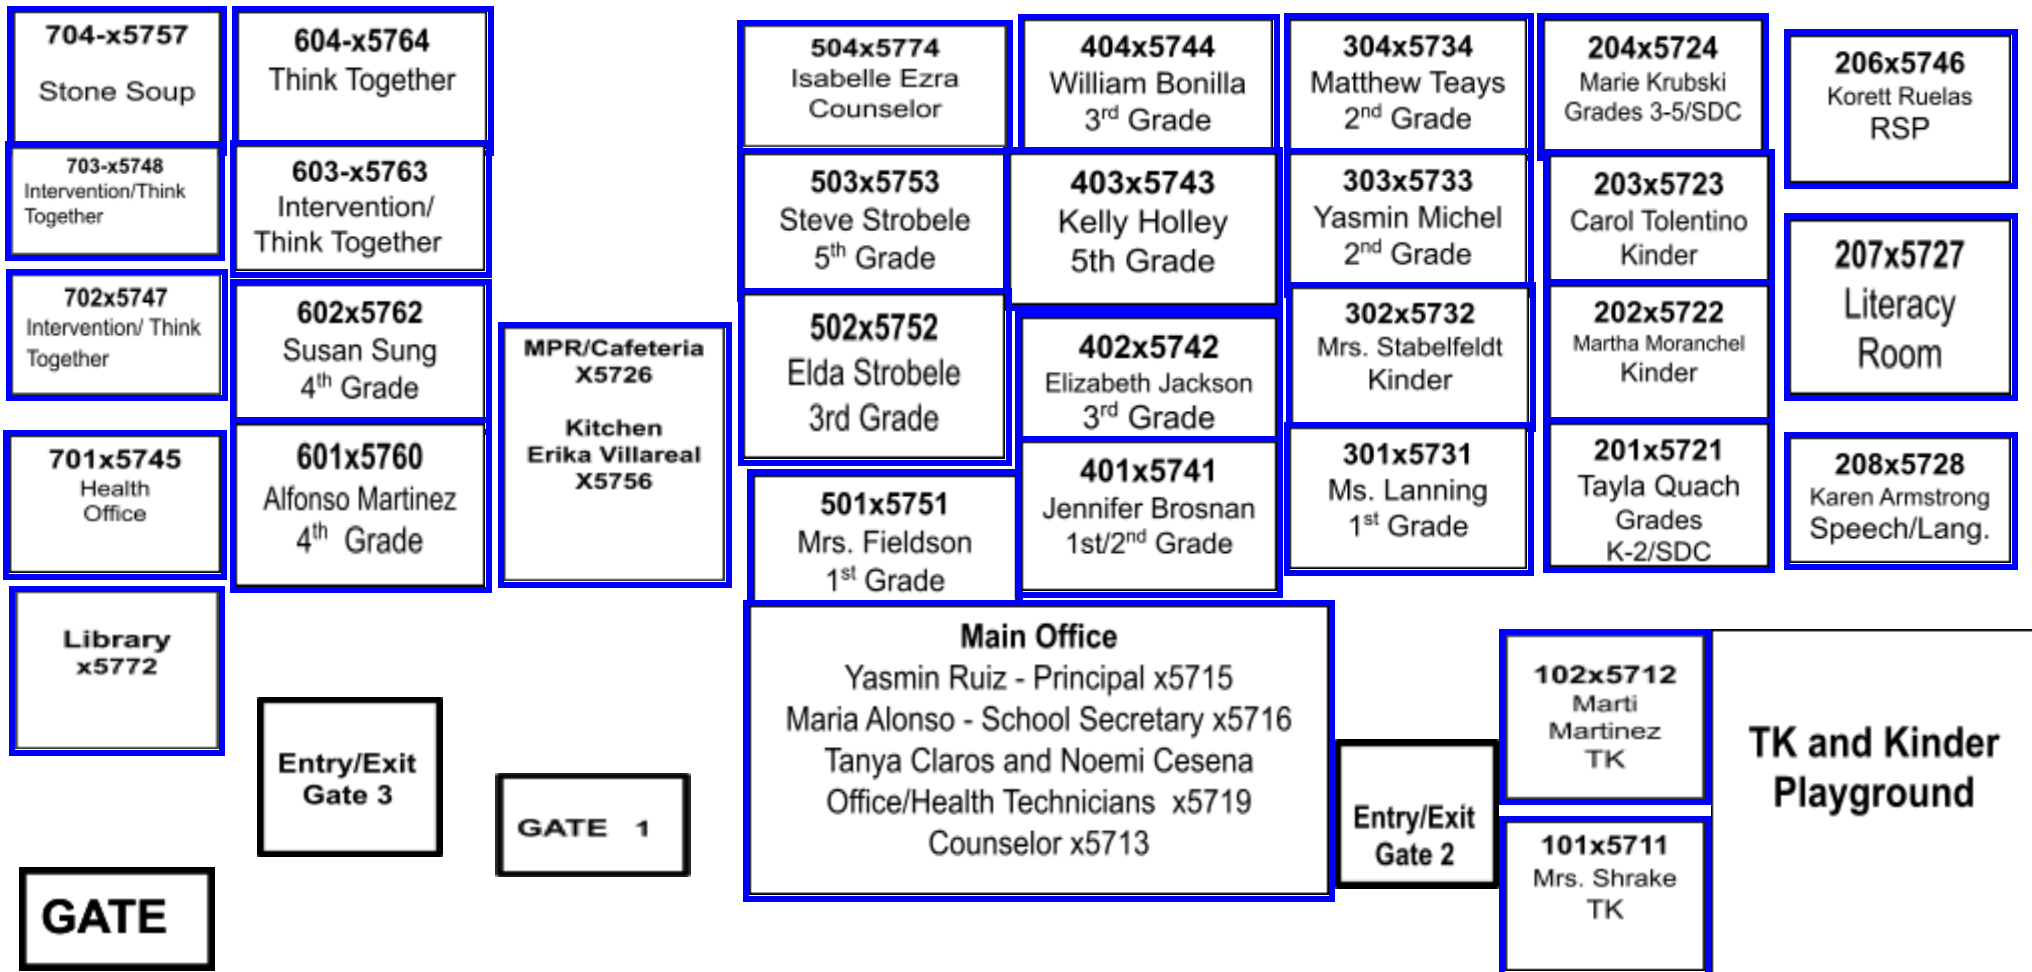 704-x5757
Stone Soup
604-x5764
Think Together
504x5774
Isabelle Ezra
Counselor
404x5744
William Bonilla
3rd Grade
304x5734
Matthew Teays
2nd Grade
204x5724
Marie Krubski
Grades 3-5/SDC
206x5746
Korett Ruelas
RSP
703-x5748
Intervention/Think
Together
603-x5763
Intervention/
Think Together
503x5753
Steve Strobele
5th Grade
403x5743
Kelly Holley
5th Grade
303x5733
Yasmin Michel
2nd Grade
203x5723
Carol Tolentino
Kinder
207x5727
Literacy
Room
702x5747
Intervention/ Think
Together
602x5762
Susan Sung
4th Grade
MPR/Cafeteria
X5726
Kitchen
Erika Villareal
X5756
502x5752
Elda Strobele
3rd Grade
402x5742
Elizabeth Jackson
3rd Grade
302x5732
Mrs. Stabelfeldt
Kinder
202x5722
Martha Moranchel
Kinder
701x5745
Health
Office
601x5760
Alfonso Martinez
4th Grade
501x5751
Mrs. Fieldson
1st Grade
401x5741
Jennifer Brosnan
1st/2nd Grade
301x5731
Ms. Lanning
1st Grade
201x5721
Tayla Quach
Grades
K-2/SDC
208x5728
Karen Armstrong
Speech/Lang.
Library
x5772
Main Office
Yasmin Ruiz - Principal x5715
Maria Alonso - School Secretary x5716
Tanya Claros and Noemi Cesena
Office/Health Technicians x5719
Counselor x5713
102x5712
Marti
Martinez
TK
TK and Kinder
Playground
Entry/Exit
Gate 3
GATE 1
Entry/Exit
Gate 2
101x5711
Mrs. Shrake
TK
GATE